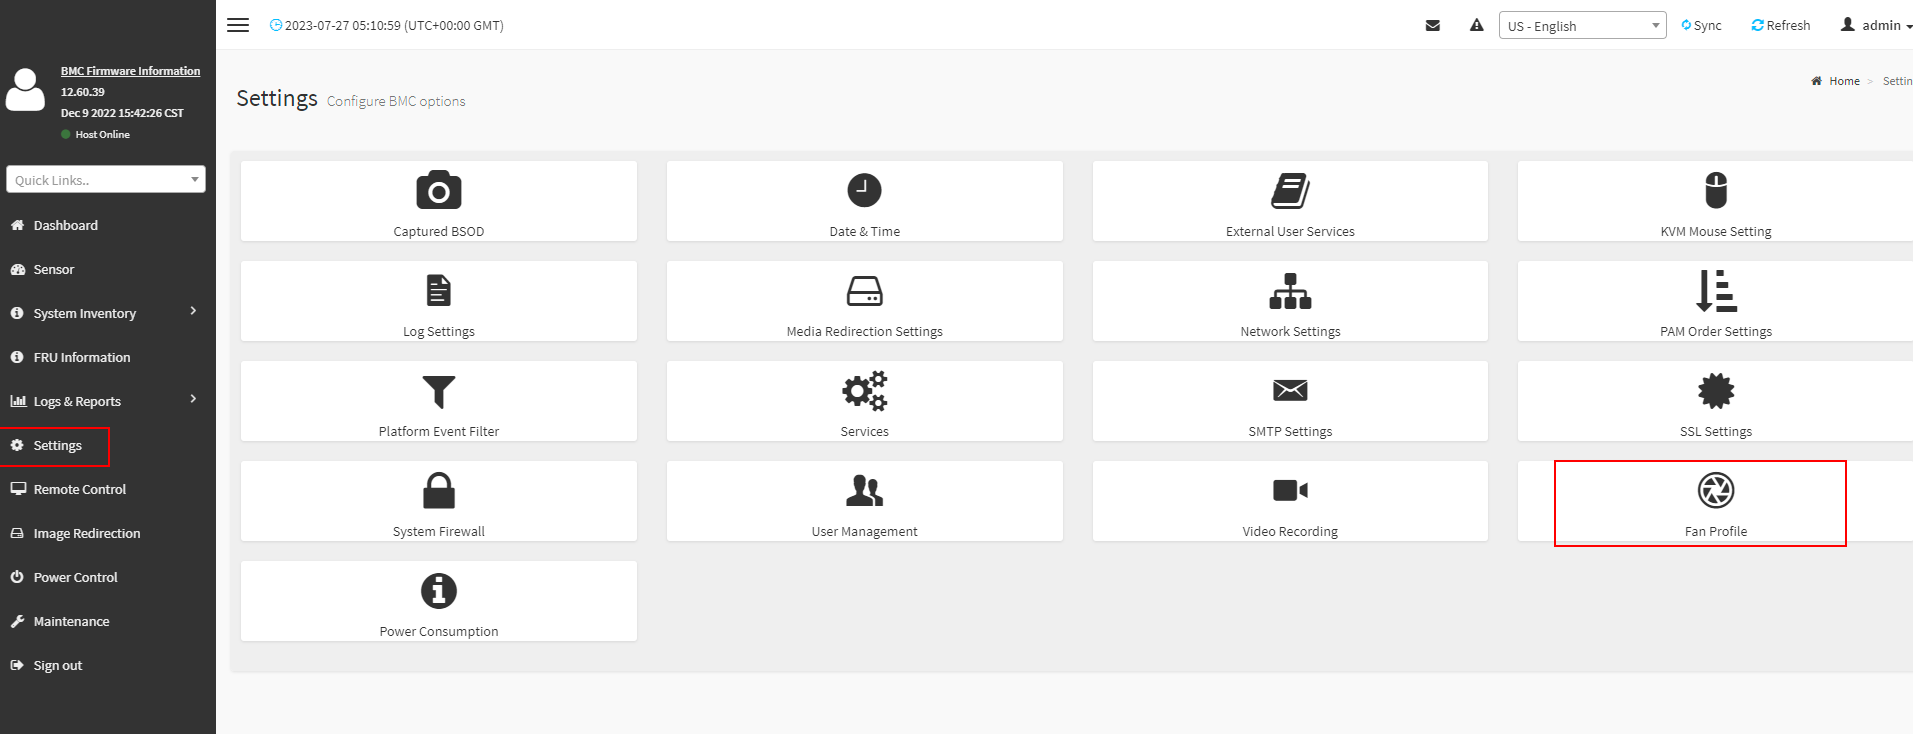 2023-07-27 05:10:59 (UTC+00:00 GMT)
US - English
Sync
Refresh
admin
BMC Firmware Information
12.60.39
Dec 9 2022 15:42:26 CST
Host Online
Quick Links..
Dashboard
Sensor
System Inventory
FRU Information
Logs & Reports
Settings
Remote Control
Image Redirection
Power Control
Maintenance
Sign out
Settings Configure BMC options
Home > Settin
Captured BSOD
Date & Time
External User Services
KVM Mouse Setting
Log Settings
Media Redirection Settings
Network Settings
PAM Order Settings
Platform Event Filter
Services
SMTP Settings
SSL Settings
System Firewall
User Management
Video Recording
Fan Profile
Power Consumption